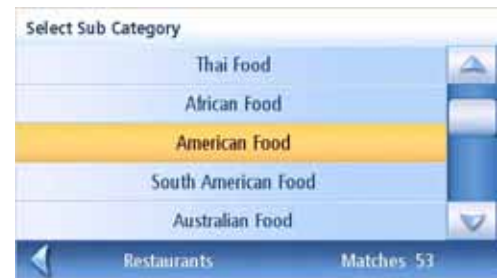 Select Sub Category
Thai Food
African Food
American Food
South American Food
Australian Food
Restaurants Matches 53